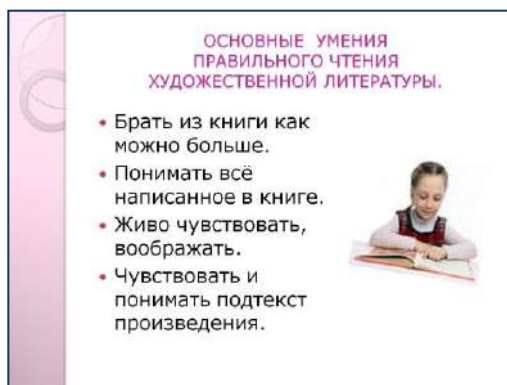 ОСНОВНЫЕ УМЕНИЯ
ПРАВИЛЬНОГО ЧТЕНИЯ
ХУДОЖЕСТВЕННОЙ ЛИТЕРАТУРЫ.
• Брать из книги как
можно больше.
• Понимать всё
написанное в книге.
• Живо чувствовать,
воображать.
• Чувствовать и
понимать подтекст
произведения.